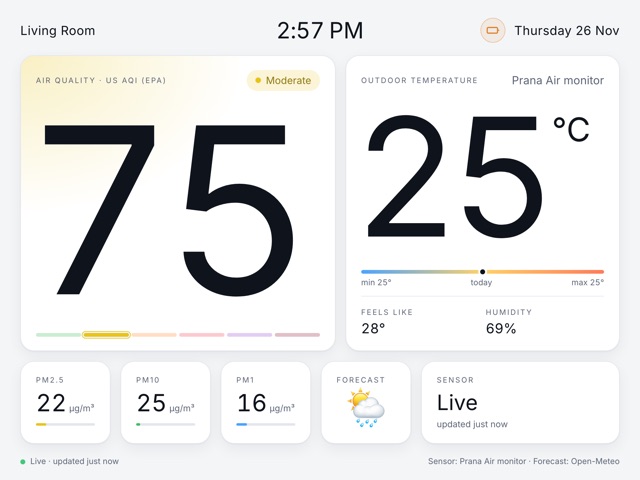 Living Room
2:57 PM
Thursday 26 Nov
AIR QUALITY · US AQI (EPA)
Moderate
75
OUTDOOR TEMPERATURE
Prana Air monitor
25 °C
min 25°
today
max 25°
FEELS LIKE
28°
HUMIDITY
69%
PM2.5
22 µg/m³
PM10
25 µg/m³
PM1
16 µg/m³
FORECAST
SENSOR
Live
updated just now
Live · updated just now
Sensor: Prana Air monitor · Forecast: Open-Meteo